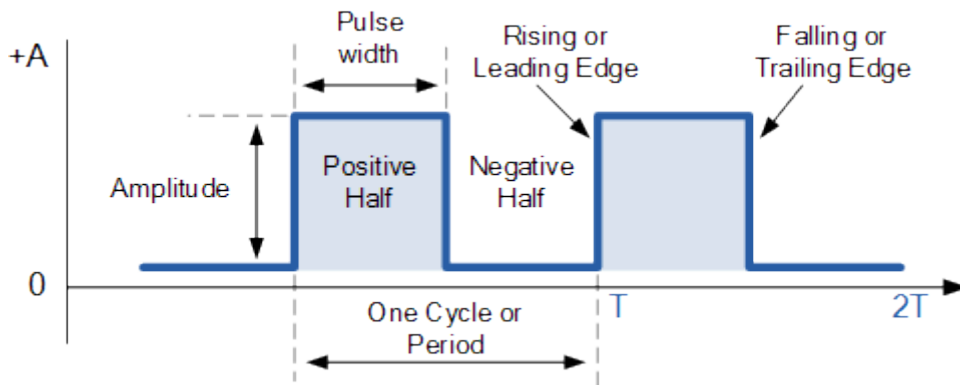 +A
Pulse
width
Rising or
Leading Edge
Falling or
Trailing Edge
Amplitude
Positive
Half
Negative
Half
0
T
2T
One Cycle or
Period